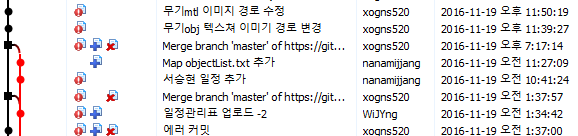 무기mtl 이미지 경로 수정 xogns520 2016-11-19 오후 11:50:19
무기obj 텍스쳐 이미기 경로 변경 xogns520 2016-11-19 오후 11:39:27
Merge branch 'master' of https://git... xogns520 2016-11-19 오후 7:17:14
Map objectList.txt 추가 nanamijjang 2016-11-19 오전 11:27:09
서승현 일정 추가 nanamijjang 2016-11-19 오전 10:41:24
Merge branch 'master' of https://git... xogns520 2016-11-19 오전 1:37:57
일정관리표 업로드 -2 WiJYng 2016-11-19 오전 1:34:42
에러 커밋 xogns520 2016-11-19 오전 1:37:00